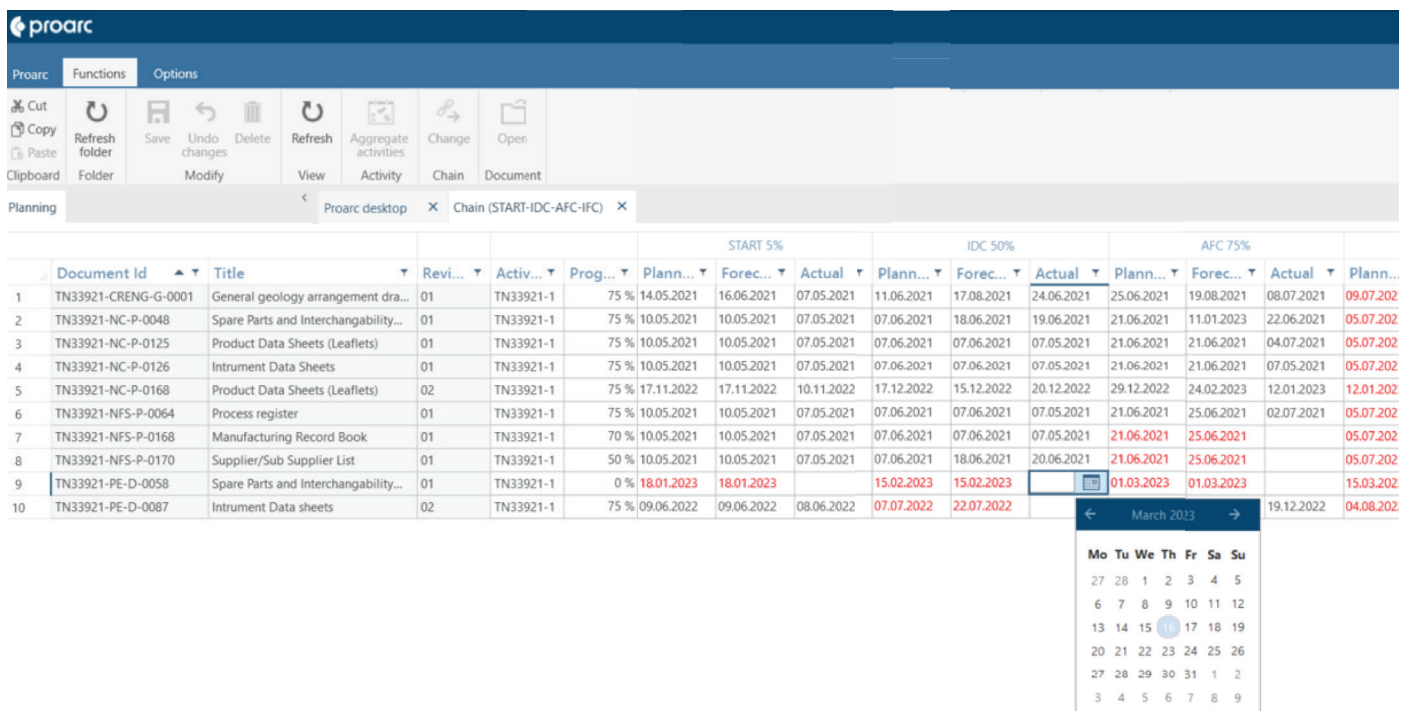 proarc
Proarc Functions Options
Cut
Copy
Paste
Refresh folder
Save
Undo changes
Delete
Refresh
Aggregate activities
Change
Open
Clipboard Folder Modify View Activity Chain Document
Planning Proarc desktop Chain (START-IDC-AFC-IFC)
START 5% IDC 50% AFC 75%
Document Id Title Revi... Activ... Prog... Plann... Forec... Actual Plann... Forec... Actual Plann... Forec... Actual Plann...
1 TN33921-CRENG-G-0001 General geology arrangement dra... 01 TN33921-1 75 % 14.05.2021 16.06.2021 07.05.2021 11.06.2021 17.08.2021 24.06.2021 25.06.2021 19.08.2021 08.07.2021 09.07.202
2 TN33921-NC-P-0048 Spare Parts and Interchangability... 01 TN33921-1 75 % 10.05.2021 10.05.2021 07.05.2021 07.06.2021 18.06.2021 19.06.2021 21.06.2021 11.01.2023 22.06.2021 05.07.202
3 TN33921-NC-P-0125 Product Data Sheets (Leaflets) 01 TN33921-1 75 % 10.05.2021 10.05.2021 07.05.2021 07.06.2021 07.06.2021 07.05.2021 21.06.2021 21.06.2021 04.07.2021 05.07.202
4 TN33921-NC-P-0126 Intrument Data Sheets 01 TN33921-1 75 % 10.05.2021 10.05.2021 07.05.2021 07.06.2021 07.06.2021 07.05.2021 21.06.2021 21.06.2021 07.05.2021 05.07.202
5 TN33921-NC-P-0168 Product Data Sheets (Leaflets) 02 TN33921-1 75 % 17.11.2022 17.11.2022 10.11.2022 17.12.2022 15.12.2022 20.12.2022 29.12.2022 24.02.2023 12.01.2023 12.01.202
6 TN33921-NFS-P-0064 Process register 01 TN33921-1 75 % 10.05.2021 10.05.2021 07.05.2021 07.06.2021 07.06.2021 07.05.2021 21.06.2021 25.06.2021 02.07.2021 05.07.202
7 TN33921-NFS-P-0168 Manufacturing Record Book 01 TN33921-1 70 % 10.05.2021 10.05.2021 07.05.2021 07.06.2021 07.06.2021 07.05.2021 21.06.2021 25.06.2021 05.07.202
8 TN33921-NFS-P-0170 Supplier/Sub Supplier List 01 TN33921-1 50 % 10.05.2021 10.05.2021 07.05.2021 07.06.2021 18.06.2021 20.06.2021 21.06.2021 25.06.2021 05.07.202
9 TN33921-PE-D-0058 Spare Parts and Interchangability... 01 TN33921-1 0 % 18.01.2023 18.01.2023 15.02.2023 15.02.2023 01.03.2023 01.03.2023 15.03.202
10 TN33921-PE-D-0087 Intrument Data sheets 02 TN33921-1 75 % 09.06.2022 09.06.2022 08.06.2022 07.07.2022 22.07.2022 19.12.2022 04.08.202
March 2023
Mo Tu We Th Fr Sa Su
27 28 1 2 3 4 5
6 7 8 9 10 11 12
13 14 15 16 17 18 19
20 21 22 23 24 25 26
27 28 29 30 31 1 2
3 4 5 6 7 8 9